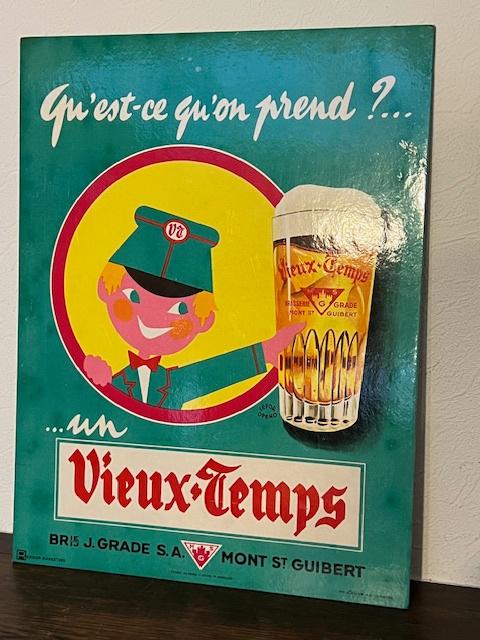 Qu'est-ce qu'on prend ?...
VT
Vieux-Temps
BRASSERIE G GRADE
MONT ST GUIBERT
...un
Vieux-Temps
BRIE J. GRADE S.A. G MONT ST GUIBERT